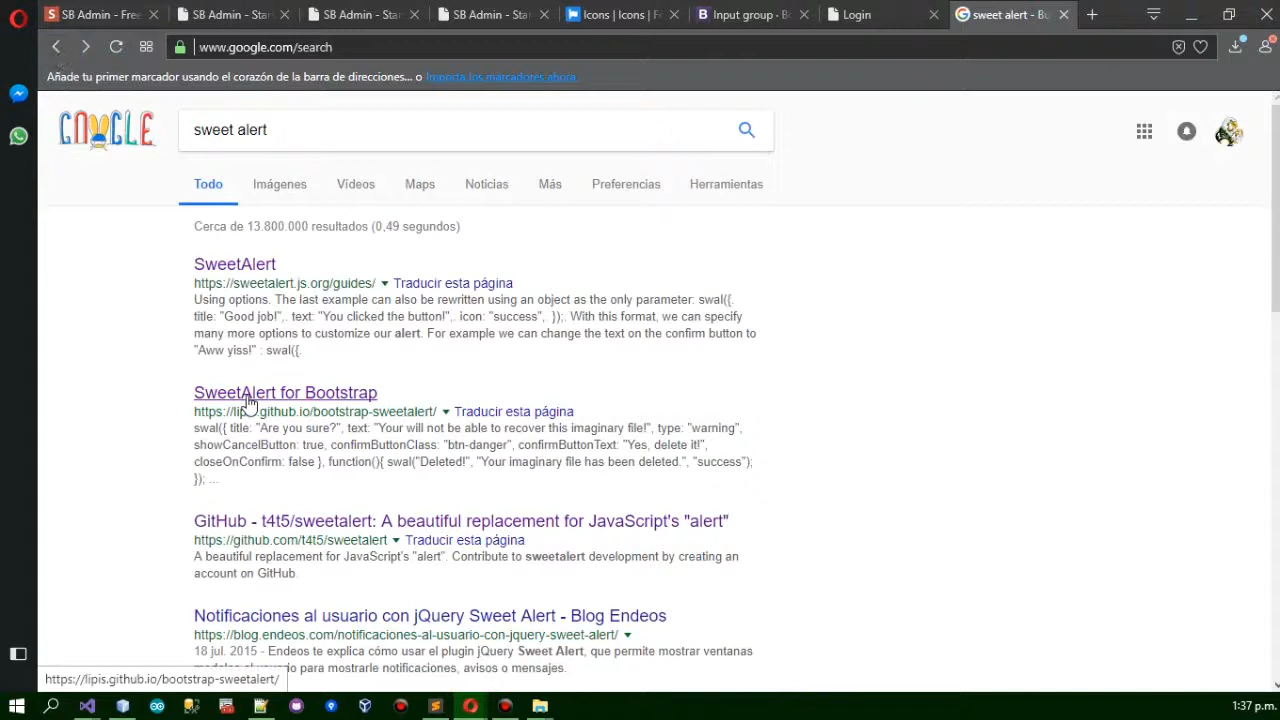 SB Admin - Free
SB Admin - Star
SB Admin - Star
SB Admin - Star
Icons | Icons | Fo
Input group - Bo
Login
sweet alert - Bu
www.google.com/search
Añade tu primer marcador usando el corazón de la barra de direcciones... o Importa los marcadores ahora.
sweet alert
Todo Imágenes Vídeos Maps Noticias Más Preferencias Herramientas
Cerca de 13.800.000 resultados (0,49 segundos)
SweetAlert
https://sweetalert.js.org/guides/ Traducir esta página
Using options. The last example can also be rewritten using an object as the only parameter: swal({.
title: "Good job!",. text: "You clicked the button!",. icon: "success", });. With this format, we can specify
many more options to customize our alert. For example we can change the text on the confirm button to
"Aww yiss!" : swal({.
SweetAlert for Bootstrap
https://lipis.github.io/bootstrap-sweetalert/ Traducir esta página
swal({ title: "Are you sure?", text: "Your will not be able to recover this imaginary file!", type: "warning",
showCancelButton: true, confirmButtonClass: "btn-danger", confirmButtonText: "Yes, delete it!",
closeOnConfirm: false }, function(){ swal("Deleted!", "Your imaginary file has been deleted.", "success");
}); ...
GitHub - t4t5/sweetalert: A beautiful replacement for JavaScript's "alert"
https://github.com/t4t5/sweetalert Traducir esta página
A beautiful replacement for JavaScript's "alert". Contribute to sweetalert development by creating an
account on GitHub.
Notificaciones al usuario con jQuery Sweet Alert - Blog Endeos
https://blog.endeos.com/notificaciones-al-usuario-con-jquery-sweet-alert/
18 jul. 2015 - Endeos te explica cómo usar el plugin jQuery Sweet Alert, que permite mostrar ventanas
para mostrarle notificaciones, avisos o mensajes.
https://lipis.github.io/bootstrap-sweetalert/
1:37 p.m.